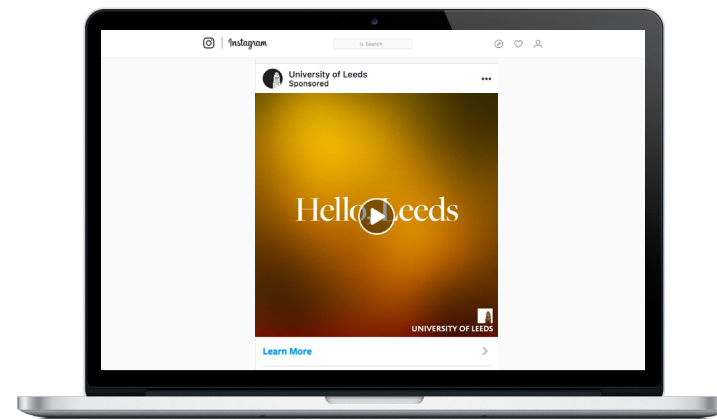 Instagram
Search
University of Leeds
Sponsored
Hello, Leeds
UNIVERSITY OF LEEDS
Learn More